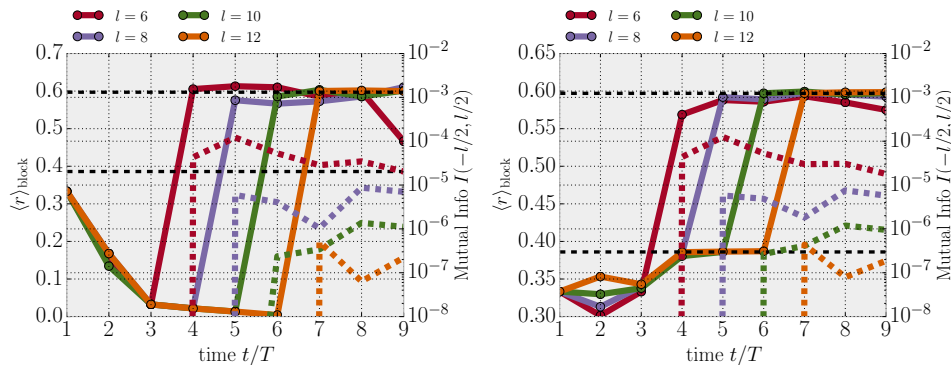 l = 6
l = 10
l = 8
l = 12
0.7
0.6
0.5
0.4
0.3
0.2
0.1
0.0
⟨r⟩block
1 2 3 4 5 6 7 8 9
time t/T
10⁻²
10⁻³
10⁻⁴
10⁻⁵
10⁻⁶
10⁻⁷
10⁻⁸
Mutual Info I(−l/2, l/2)
l = 6
l = 10
l = 8
l = 12
0.65
0.60
0.55
0.50
0.45
0.40
0.35
0.30
⟨r⟩block
1 2 3 4 5 6 7 8 9
time t/T
10⁻²
10⁻³
10⁻⁴
10⁻⁵
10⁻⁶
10⁻⁷
10⁻⁸
Mutual Info I(−l/2, l/2)